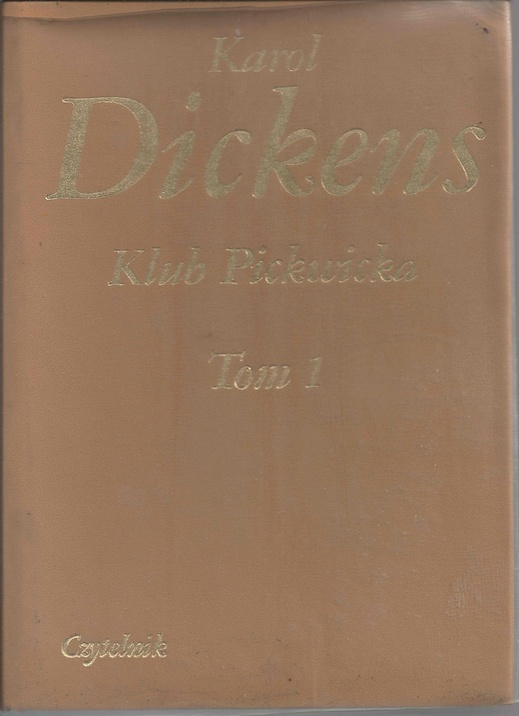 Karol
Dickens
Klub Pickwicka
Tom 1
Czytelnik